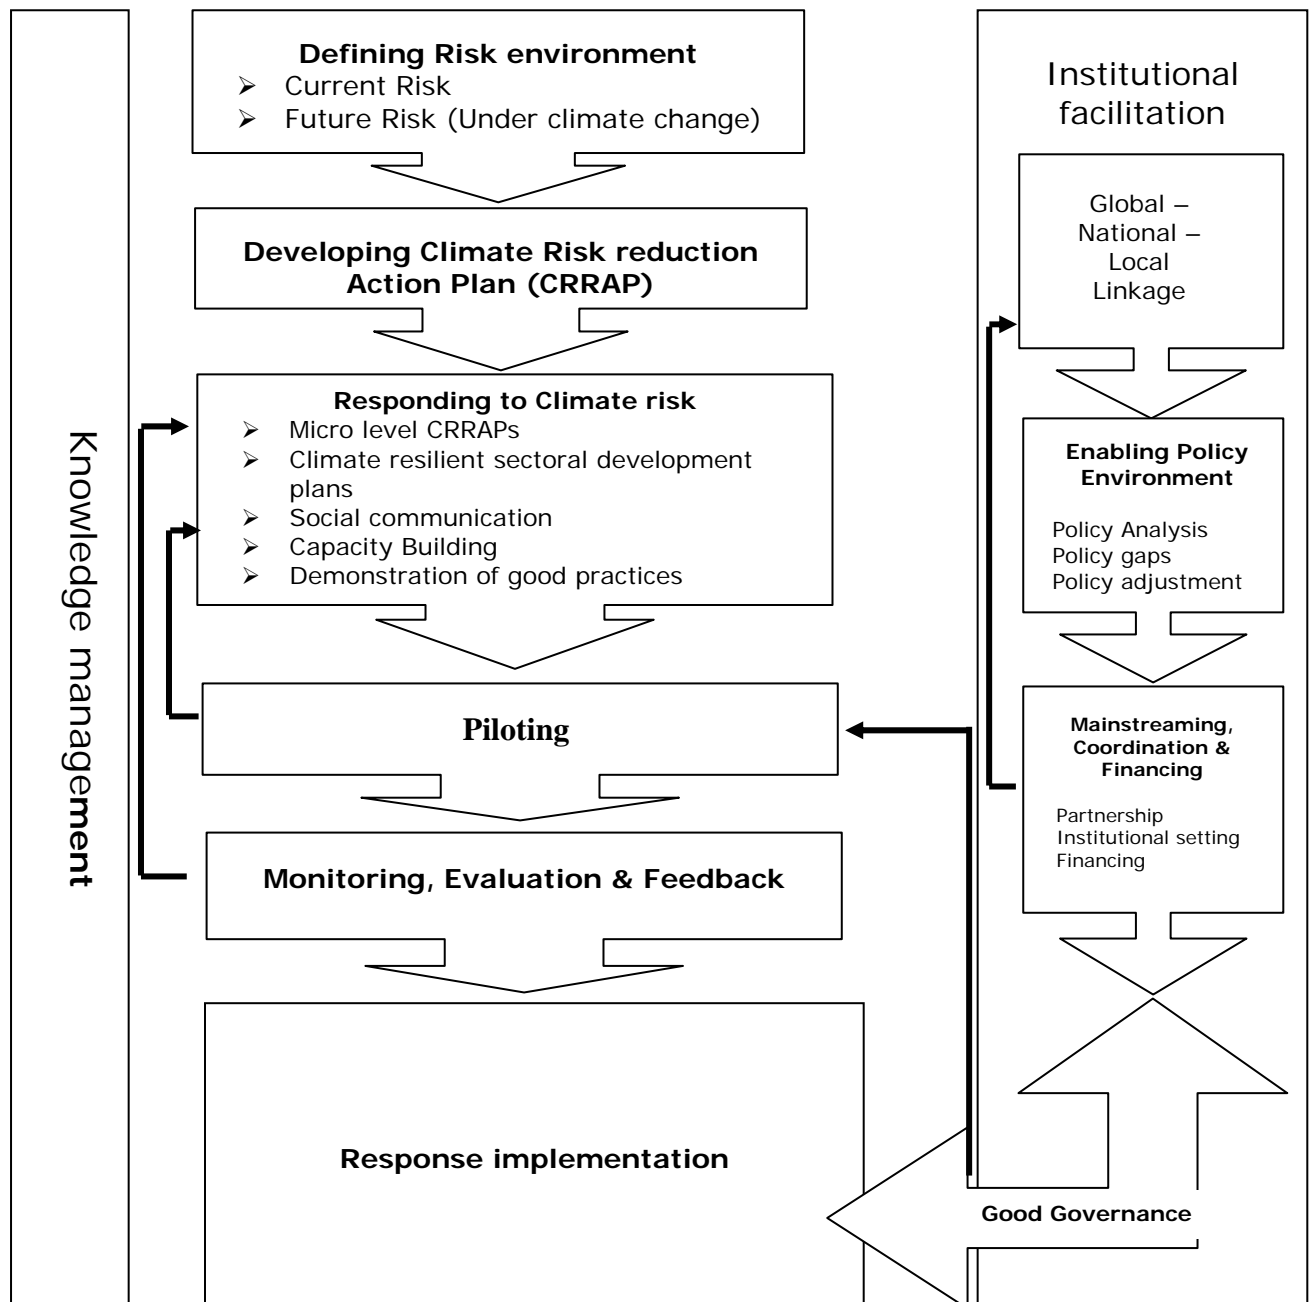 Knowledge management
Defining Risk environment
➢ Current Risk
➢ Future Risk (Under climate change)
Developing Climate Risk reduction
Action Plan (CRRAP)
Responding to Climate risk
➢ Micro level CRRAPs
➢ Climate resilient sectoral development
plans
➢ Social communication
➢ Capacity Building
➢ Demonstration of good practices
Piloting
Monitoring, Evaluation & Feedback
Response implementation
Institutional
facilitation
Global –
National –
Local
Linkage
Enabling Policy
Environment
Policy Analysis
Policy gaps
Policy adjustment
Mainstreaming,
Coordination &
Financing
Partnership
Institutional setting
Financing
Good Governance